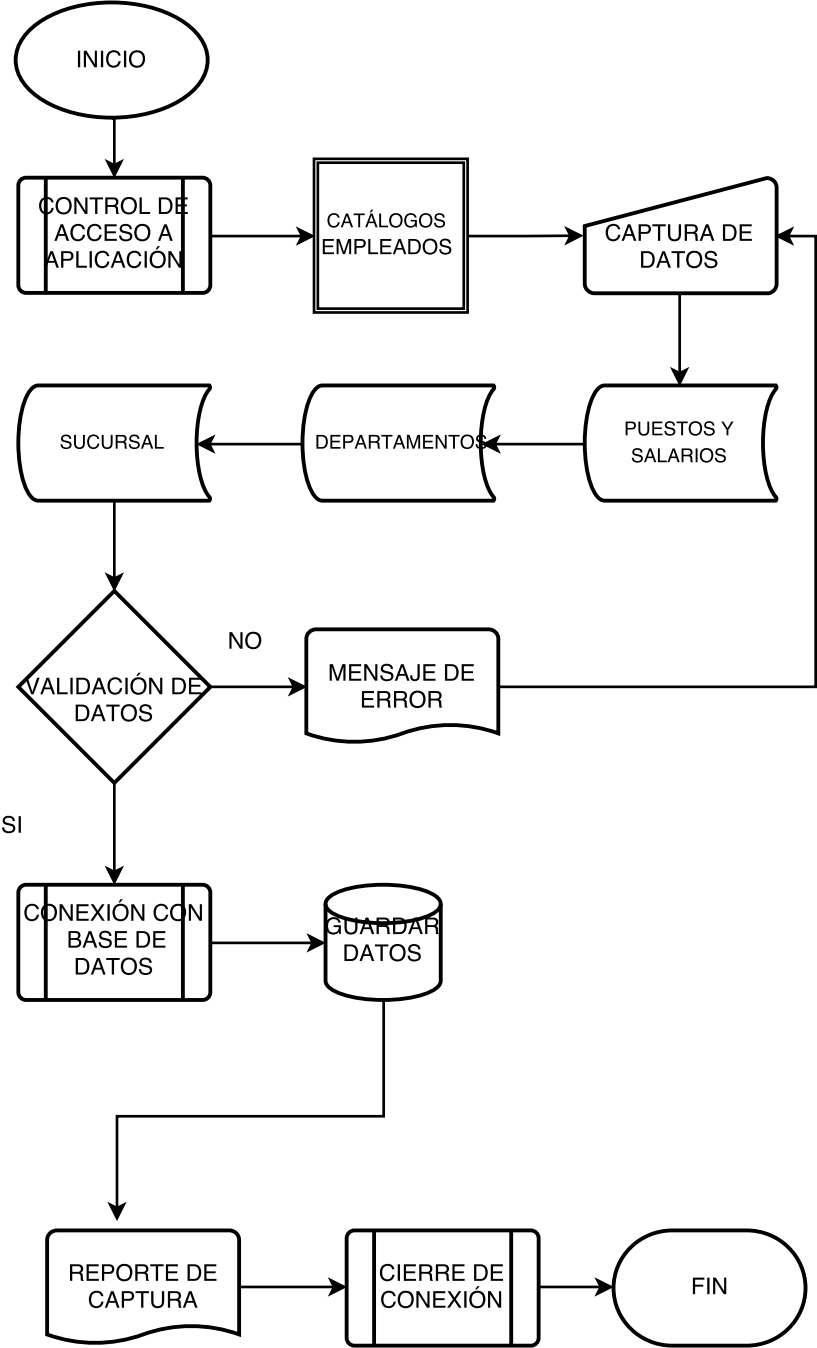 INICIO
CONTROL DE
ACCESO A
APLICACIÓN
CATÁLOGOS
EMPLEADOS
CAPTURA DE
DATOS
PUESTOS Y
SALARIOS
DEPARTAMENTOS
SUCURSAL
VALIDACIÓN DE
DATOS
NO
MENSAJE DE
ERROR
SI
CONEXIÓN CON
BASE DE
DATOS
GUARDAR
DATOS
REPORTE DE
CAPTURA
CIERRE DE
CONEXIÓN
FIN